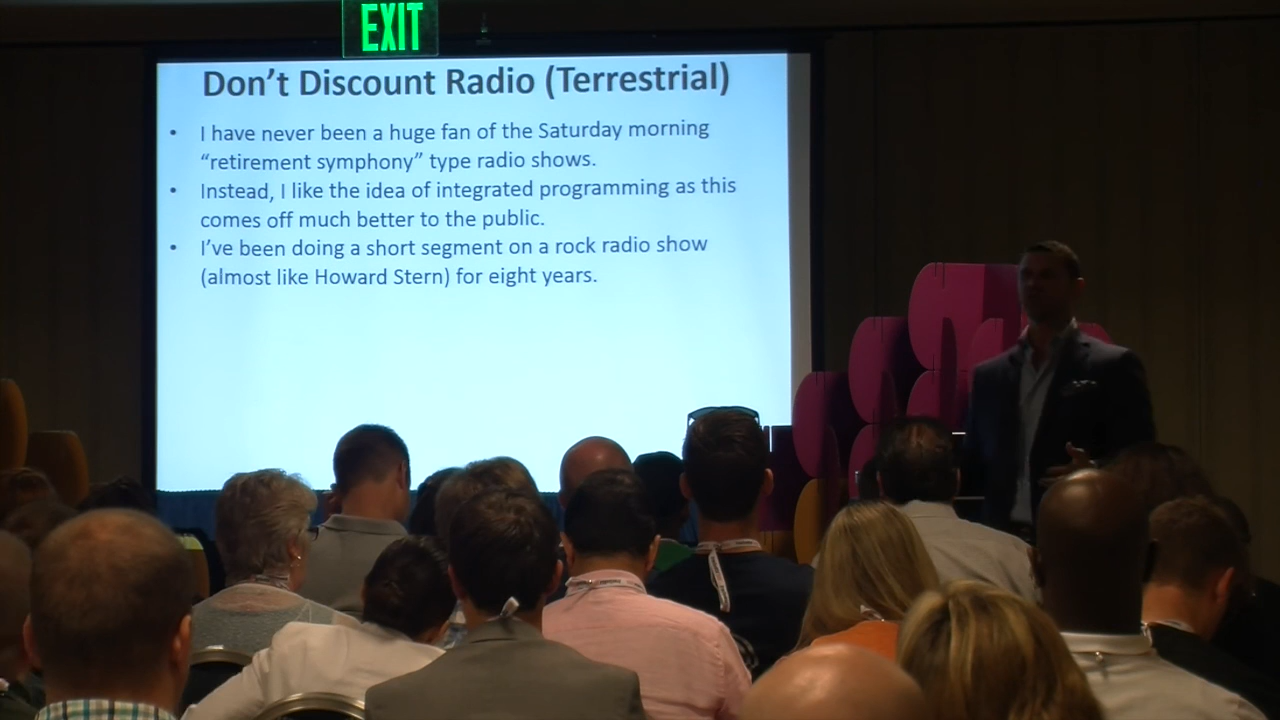 EXIT
Don’t Discount Radio (Terrestrial)
• I have never been a huge fan of the Saturday morning
“retirement symphony” type radio shows.
• Instead, I like the idea of integrated programming as this
comes off much better to the public.
• I’ve been doing a short segment on a rock radio show
(almost like Howard Stern) for eight years.